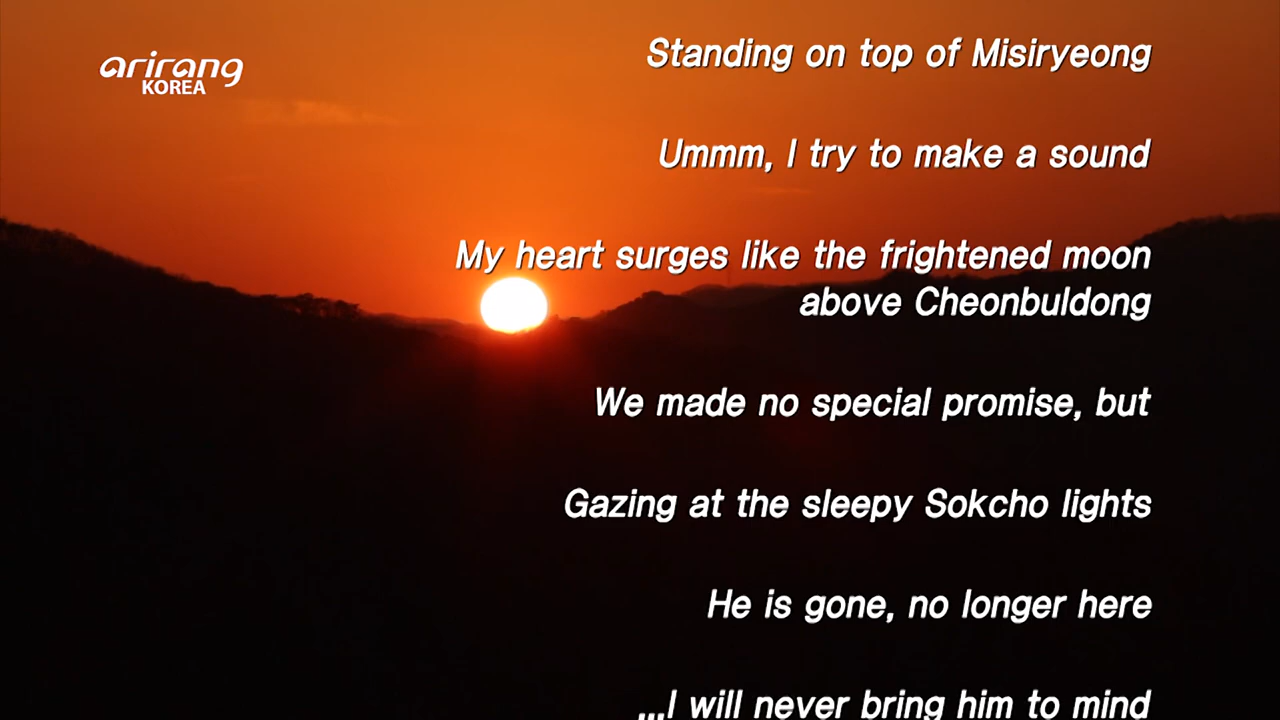 arirang
KOREA
Standing on top of Misiryeong
Ummm, I try to make a sound
My heart surges like the frightened moon
above Cheonbuldong
We made no special promise, but
Gazing at the sleepy Sokcho lights
He is gone, no longer here
...I will never bring him to mind